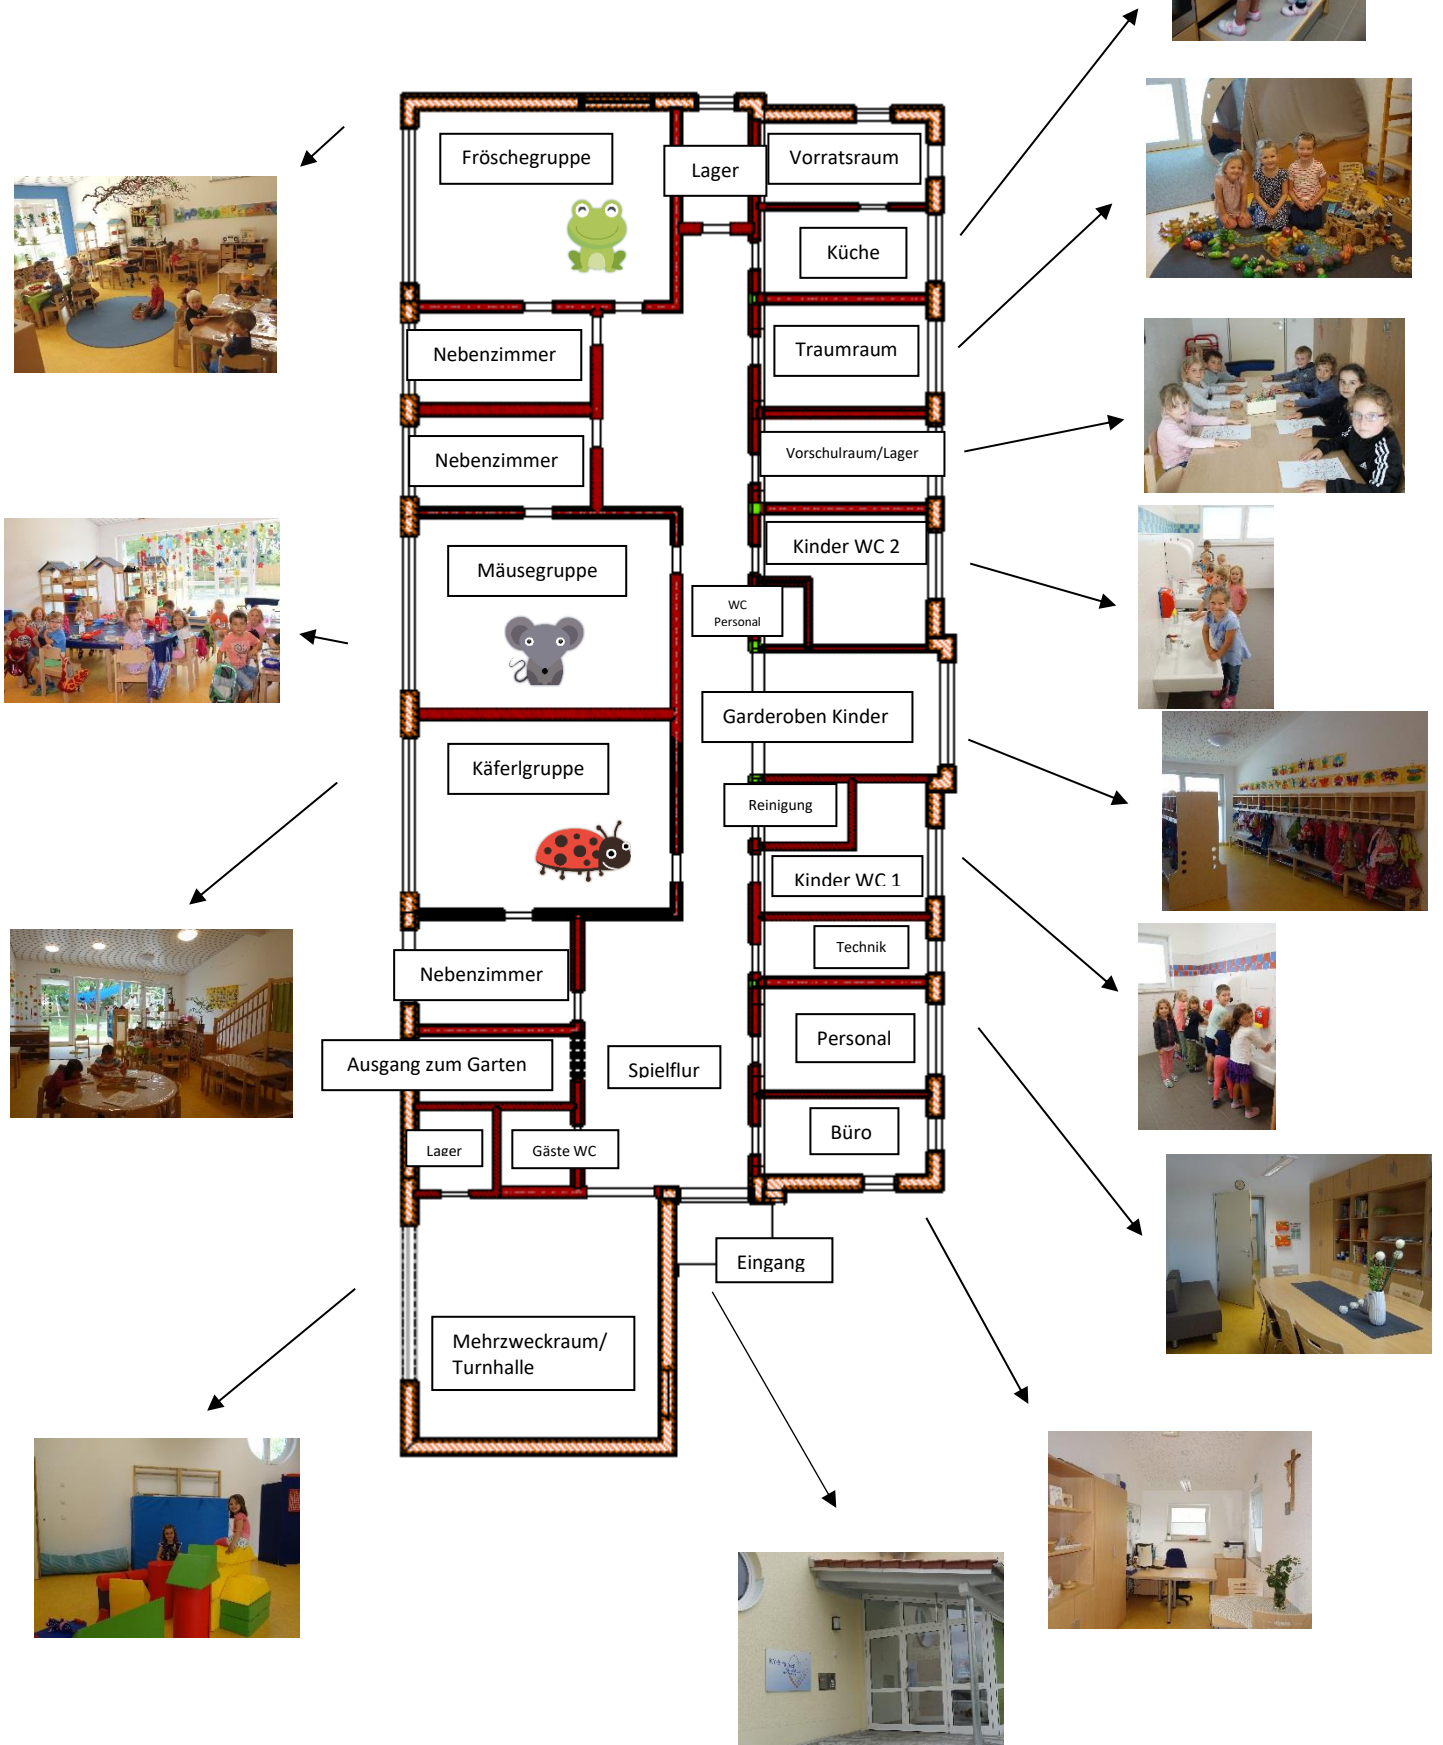 Fröschegruppe
Lager
Vorratsraum
Küche
Nebenzimmer
Traumraum
Nebenzimmer
Vorschulraum/Lager
Kinder WC 2
Mäusegruppe
WC
Personal
Garderoben Kinder
Käferlgruppe
Reinigung
Kinder WC 1
Technik
Nebenzimmer
Personal
Ausgang zum Garten
Spielflur
Büro
Lager
Gäste WC
Eingang
Mehrzweckraum/
Turnhalle